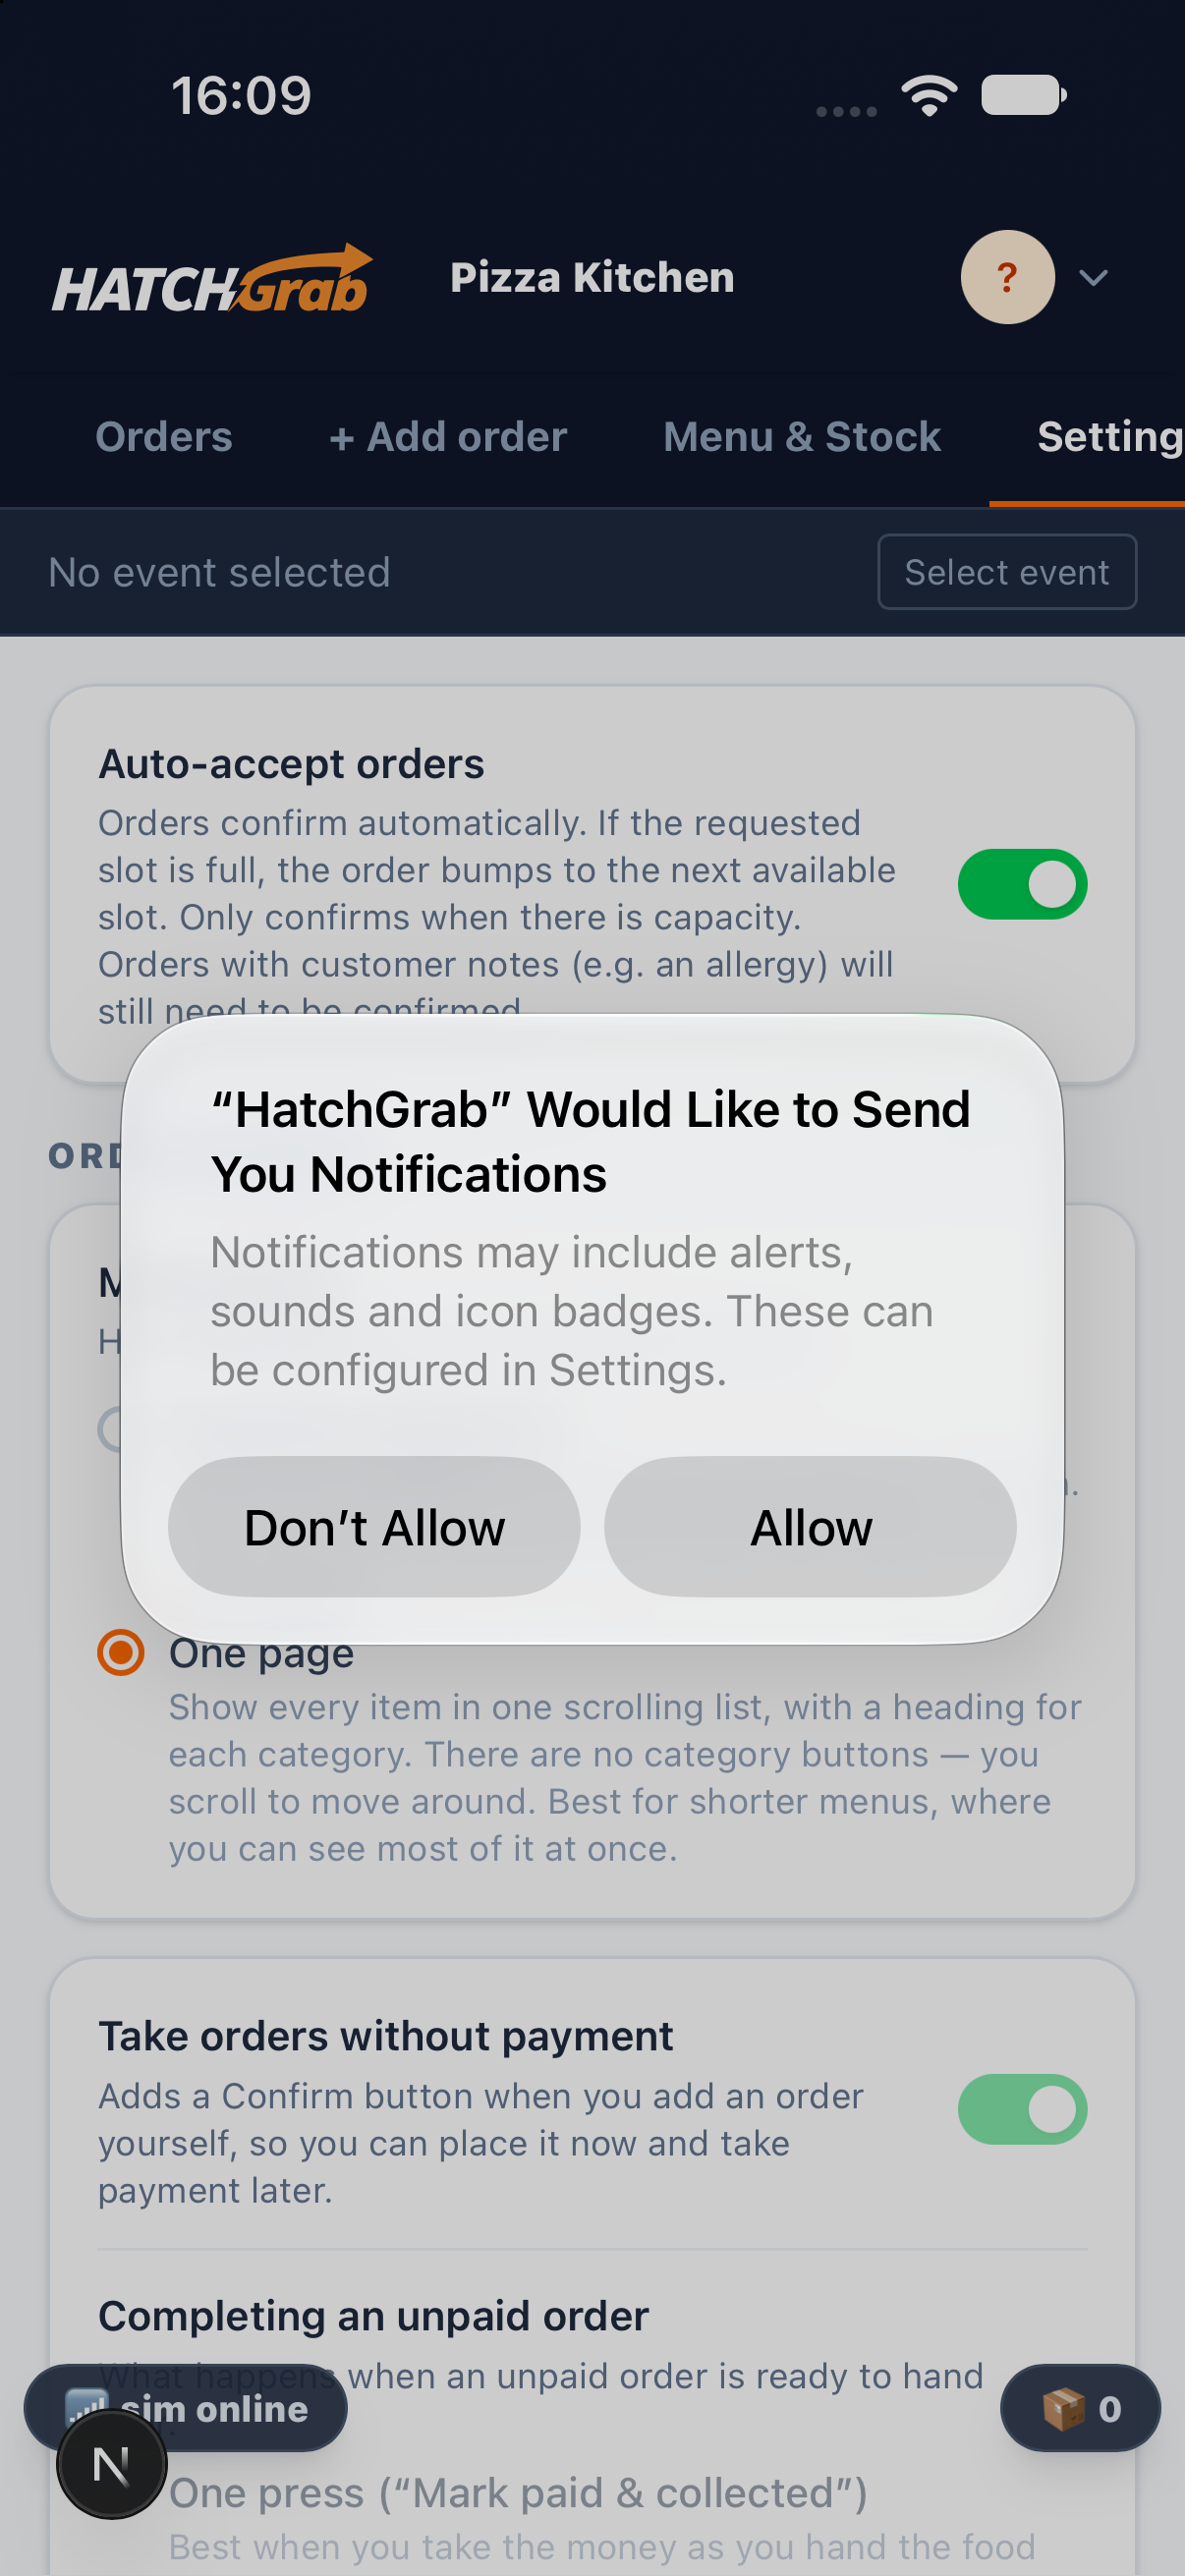 16:09
HATCHGrab
Pizza Kitchen
?
Orders
+ Add order
Menu & Stock
Setting
No event selected
Select event
Auto-accept orders
Orders confirm automatically. If the requested
slot is full, the order bumps to the next available
slot. Only confirms when there is capacity.
Orders with customer notes (e.g. an allergy) will
still need to be confirmed.
“HatchGrab” Would Like to Send
You Notifications
Notifications may include alerts,
sounds and icon badges. These can
be configured in Settings.
Don’t Allow
Allow
One page
Show every item in one scrolling list, with a heading for
each category. There are no category buttons — you
scroll to move around. Best for shorter menus, where
you can see most of it at once.
Take orders without payment
Adds a Confirm button when you add an order
yourself, so you can place it now and take
payment later.
Completing an unpaid order
What happens when an unpaid order is ready to hand
sim online
0
N
One press (“Mark paid & collected”)
Best when you take the money as you hand the food